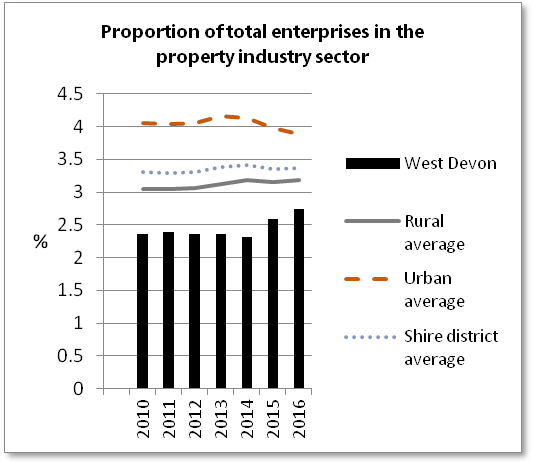 Proportion of total enterprises in the
property industry sector
4.5
4
3.5
3
2.5
2
1.5
1
0.5
0
%
2010
2011
2012
2013
2014
2015
2016
West Devon
Rural
average
Urban
average
Shire district
average